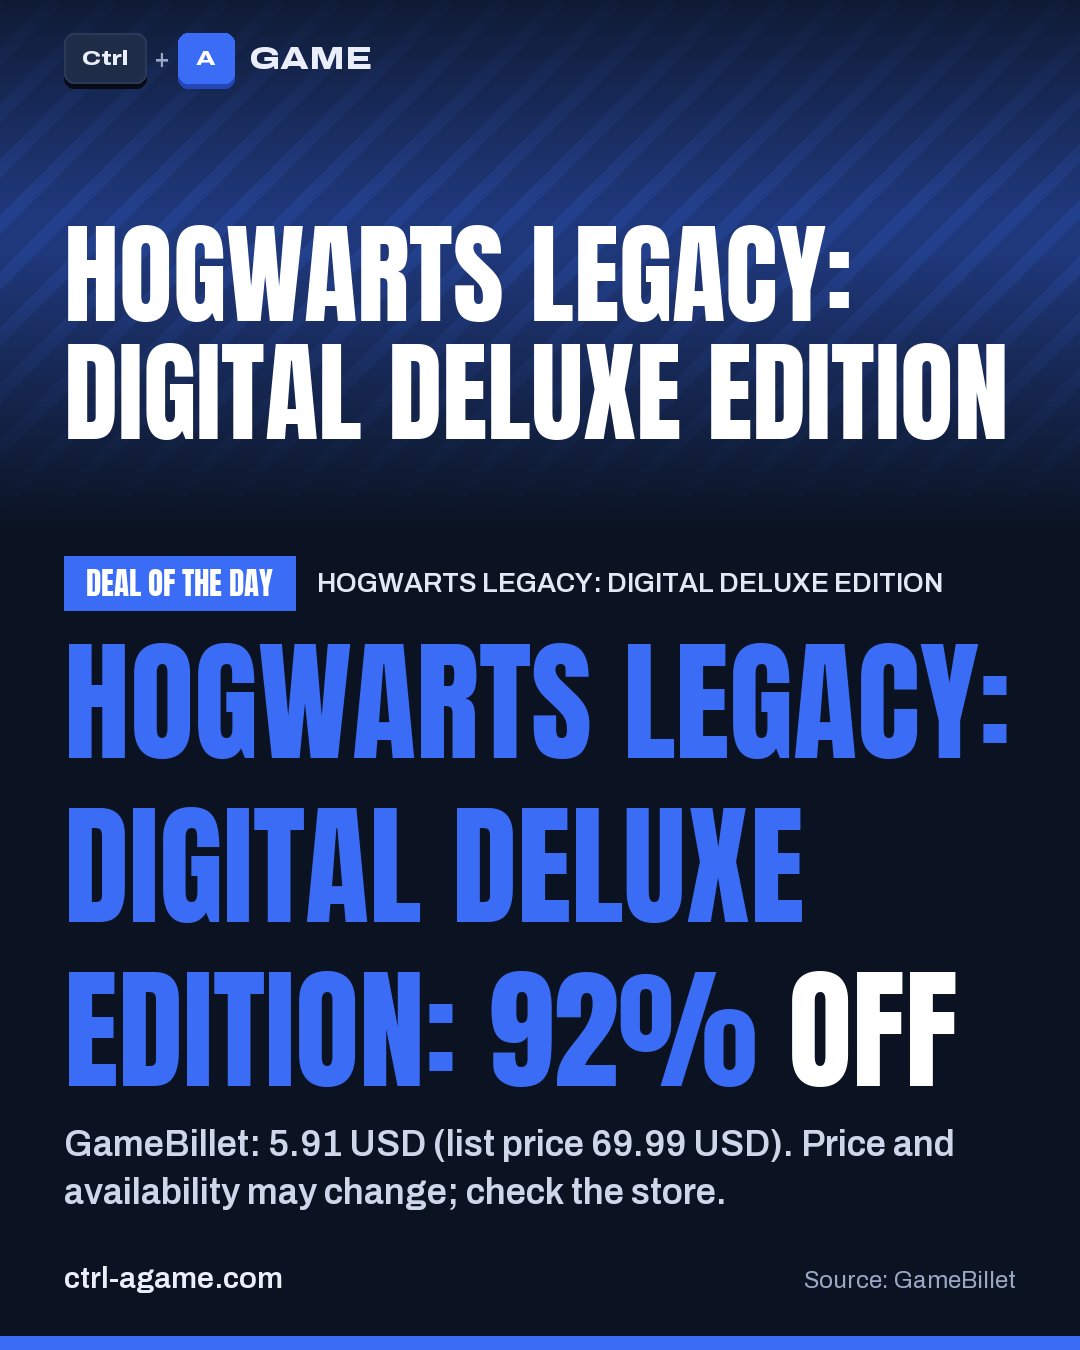 Ctrl + A GAME
HOGWARTS LEGACY:
DIGITAL DELUXE EDITION
DEAL OF THE DAY HOGWARTS LEGACY: DIGITAL DELUXE EDITION
HOGWARTS LEGACY:
DIGITAL DELUXE
EDITION: 92% OFF
GameBillet: 5.91 USD (list price 69.99 USD). Price and
availability may change; check the store.
ctrl-agame.com Source: GameBillet